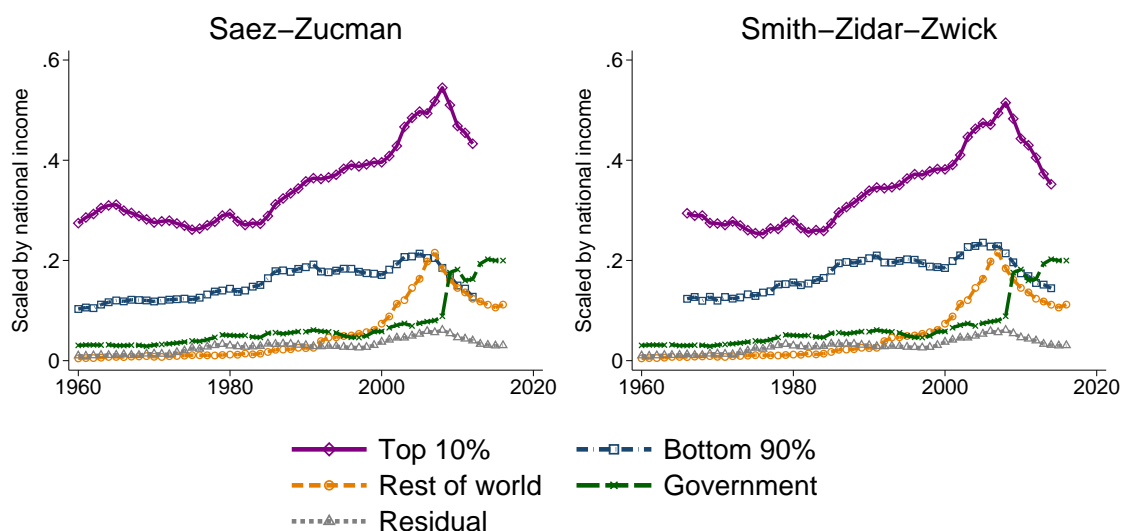 Saez−Zucman
Smith−Zidar−Zwick
Scaled by national income
0
.2
.4
.6
1960
1980
2000
2020
Scaled by national income
0
.2
.4
.6
1960
1980
2000
2020
Top 10%
Bottom 90%
Rest of world
Government
Residual